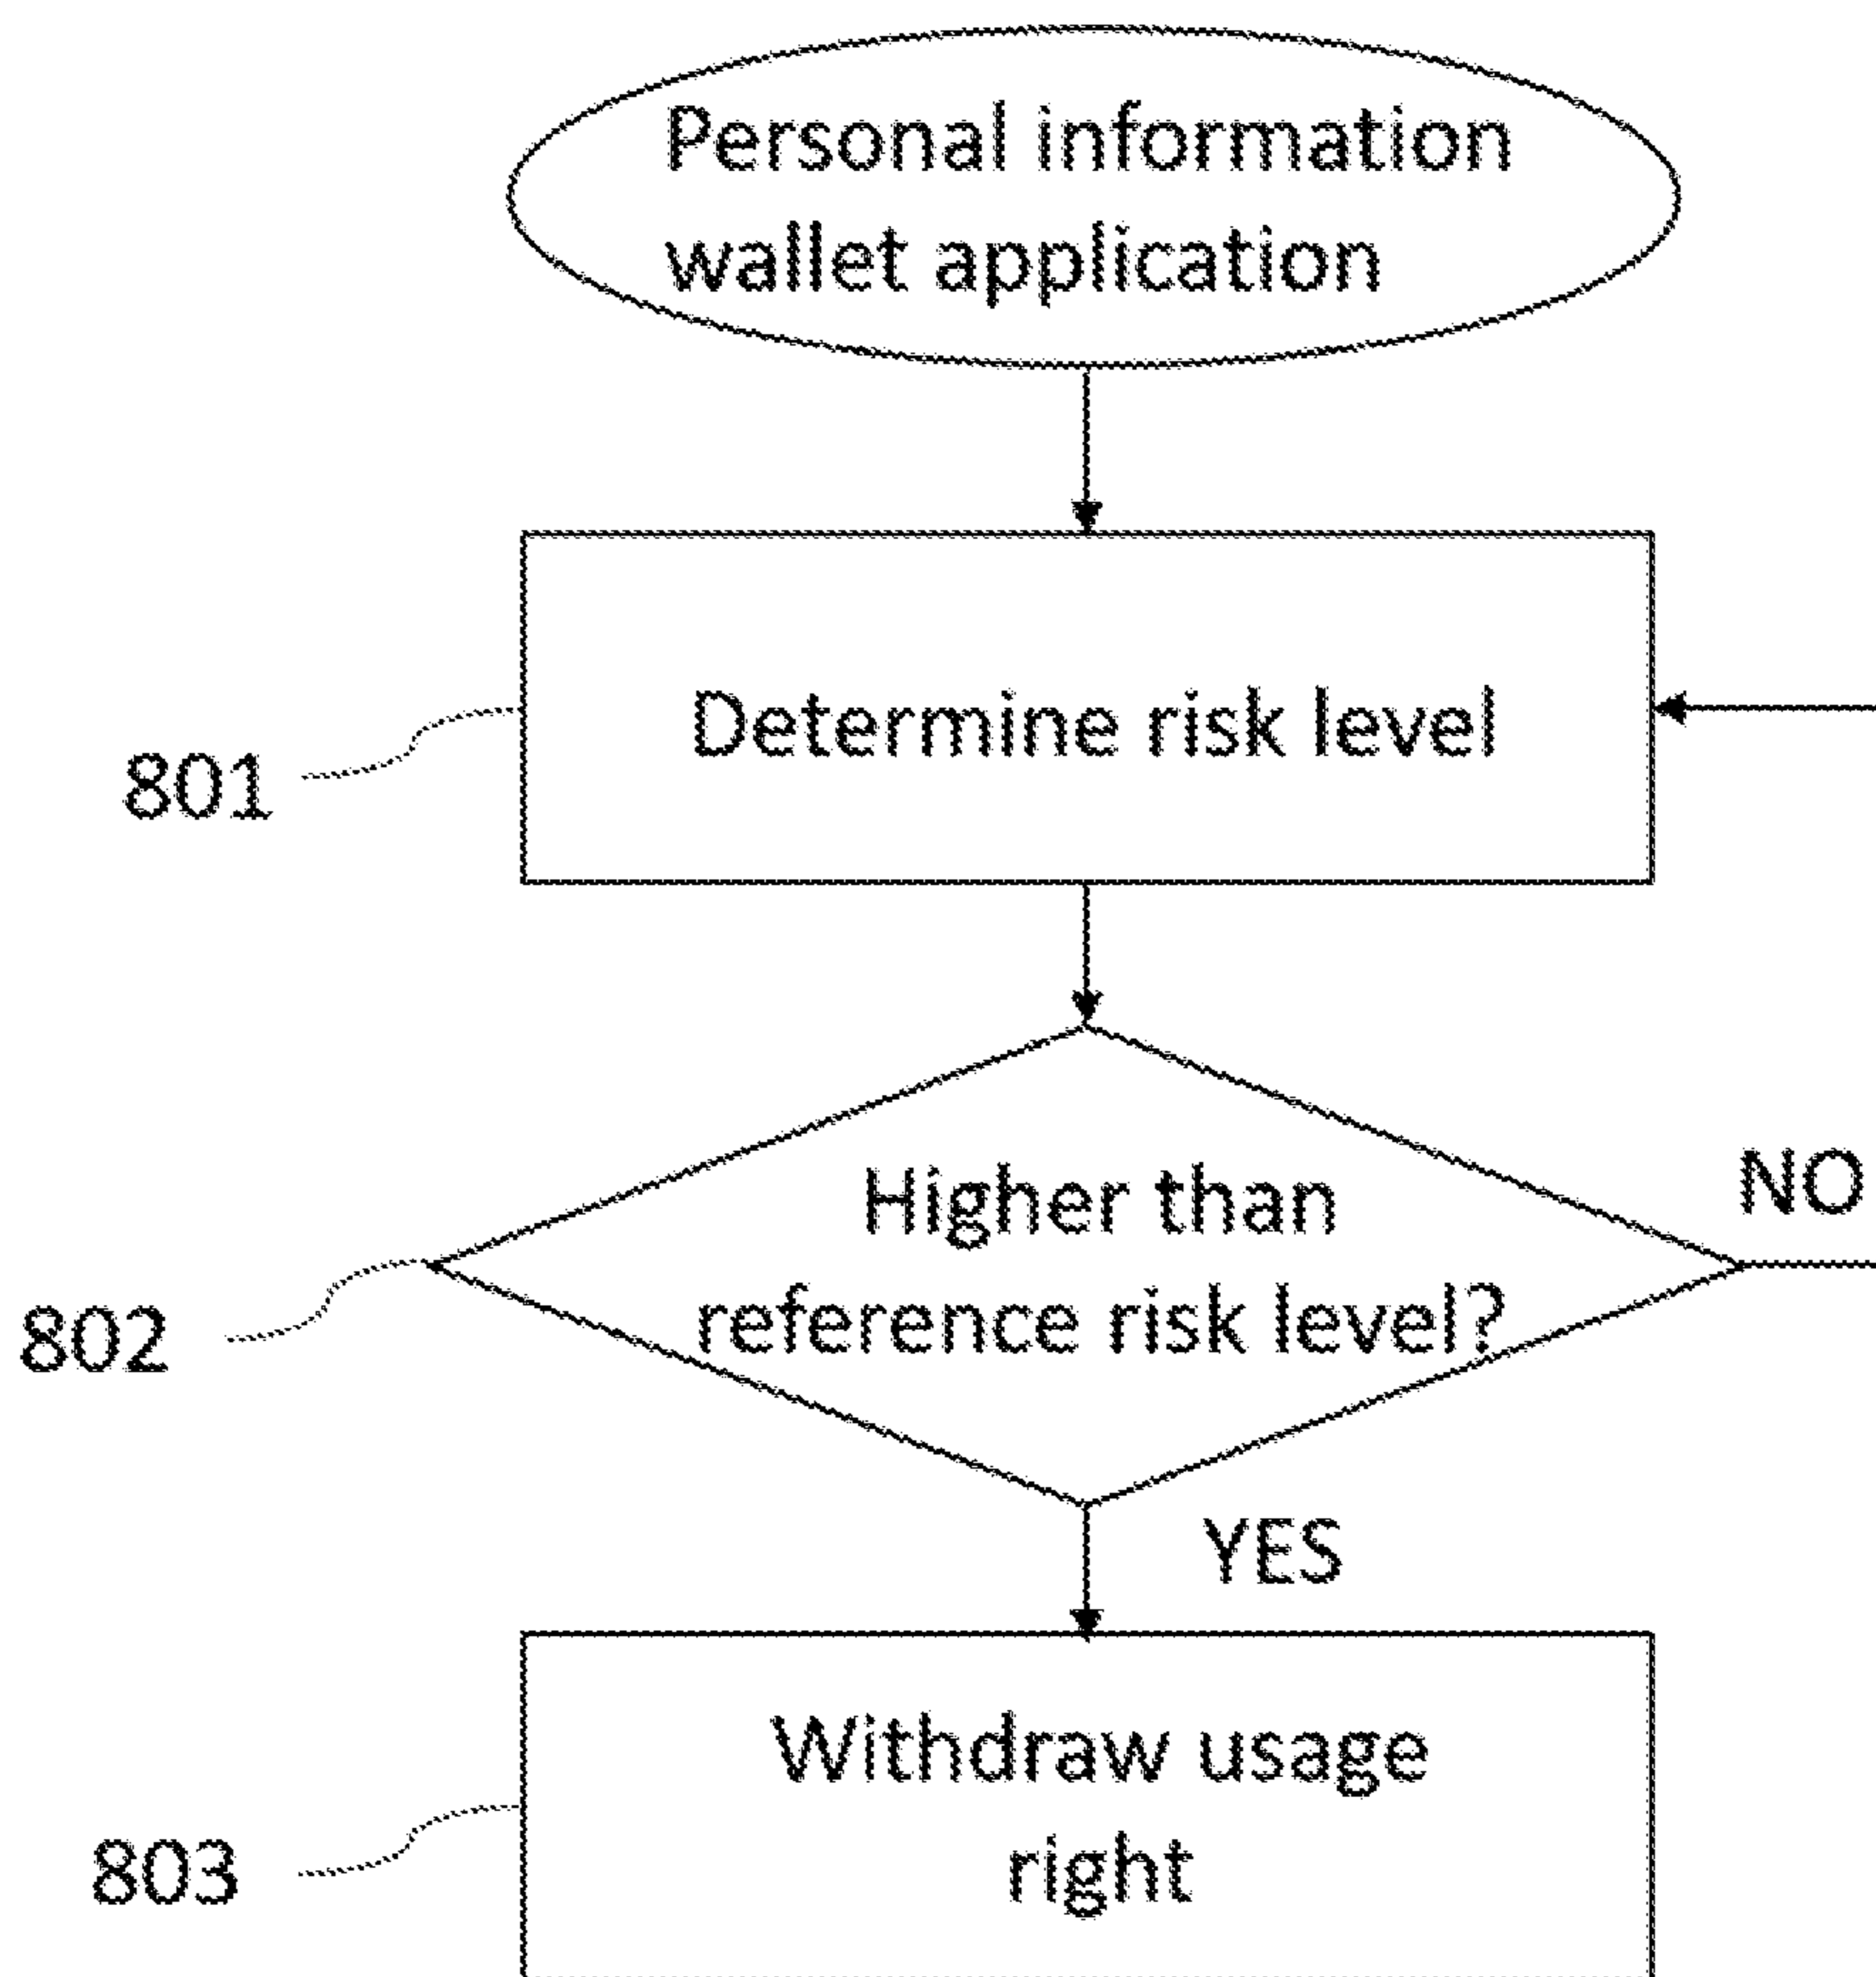 Personal information
wallet application
Determine risk level
801
Higher than
reference risk level?
NO
802
YES
Withdraw usage
right
803